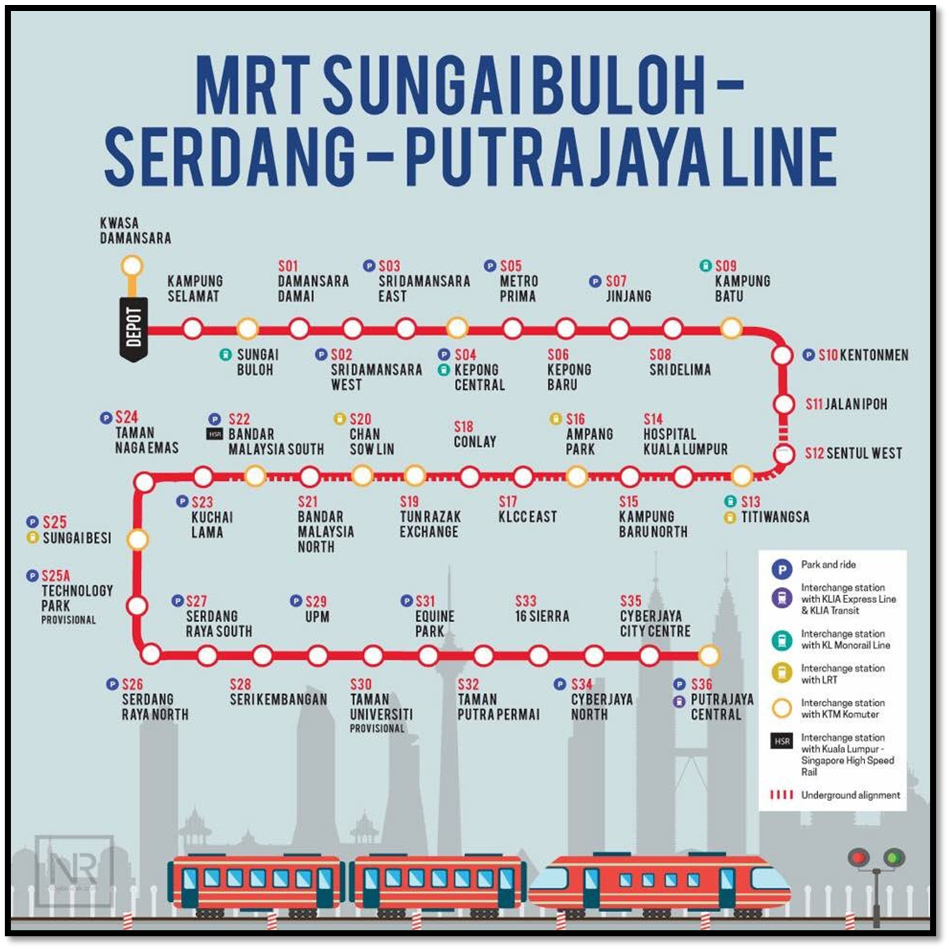 MRT SUNGAI BULOH –
SERDANG – PUTRAJAYA LINE
KWASA
DAMANSARA
DEPOT
KAMPUNG
SELAMAT
SUNGAI
BULOH
S01
DAMANSARA
DAMAI
P S02
SRI DAMANSARA
WEST
P S03
SRI DAMANSARA
EAST
P S04
KEPONG
CENTRAL
P S05
METRO
PRIMA
S06
KEPONG
BARU
P S07
JINJANG
S08
SRI DELIMA
S09
KAMPUNG
BATU
P S10 KENTONMEN
S11 JALAN IPOH
S12 SENTUL WEST
P S24
TAMAN
NAGA EMAS
P S22
HSR BANDAR
MALAYSIA SOUTH
S20
CHAN
SOW LIN
S18
CONLAY
S16
AMPANG
PARK
S14
HOSPITAL
KUALA LUMPUR
P S23
KUCHAI
LAMA
S21
BANDAR
MALAYSIA
NORTH
S19
TUN RAZAK
EXCHANGE
S17
KLCC EAST
S15
KAMPUNG
BARU NORTH
S13
TITIWANGSA
P S25
SUNGAI BESI
P S25A
TECHNOLOGY
PARK
PROVISIONAL
P S27
SERDANG
RAYA SOUTH
P S29
UPM
P S31
EQUINE
PARK
S33
16 SIERRA
S35
CYBERJAYA
CITY CENTRE
P S26
SERDANG
RAYA NORTH
S28
SERI KEMBANGAN
S30
TAMAN
UNIVERSITI
PROVISIONAL
S32
TAMAN
PUTRA PERMAI
P S34
CYBERJAYA
NORTH
P S36
PUTRAJAYA
CENTRAL
P Park and ride
Interchange station
with KLIA Express Line
& KLIA Transit
Interchange station
with KL Monorail Line
Interchange station
with LRT
Interchange station
with KTM Komuter
HSR Interchange station
with Kuala Lumpur -
Singapore High Speed
Rail
Underground alignment
NR